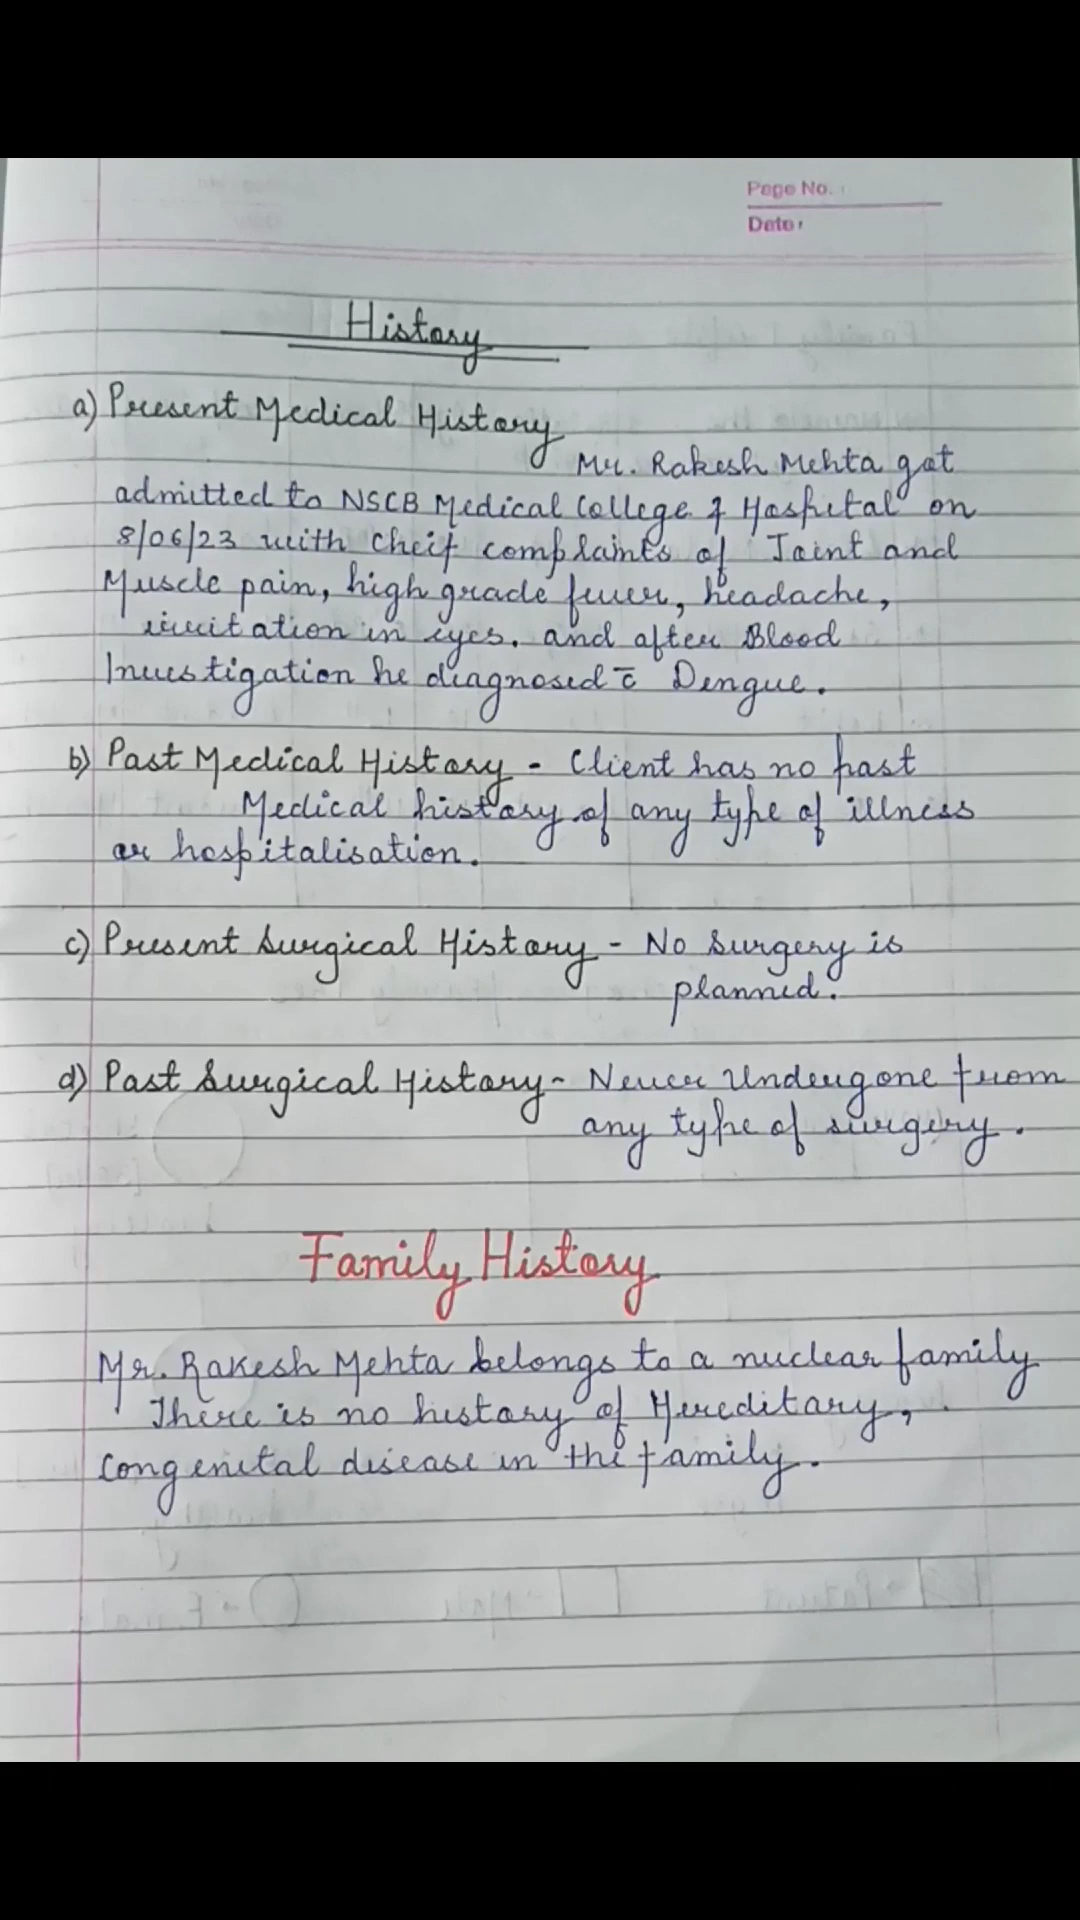 Page No.
Date
History
a) Present Medical History
Mr. Rakesh Mehta got
admitted to NSCB Medical College & Hospital on
8/06/23 with cheif complaints of Joint and
Muscle pain, high grade fever, headache,
irritation in eyes. and after Blood
Investigation he diagnosed c̄ Dengue.
b) Past Medical History - Client has no past
Medical history of any type of illness
or hospitalisation.
c) Present Surgical History - No Surgery is
planned.
d) Past Surgical History - Never Undergone from
any type of surgery.
Family History
Mr. Rakesh Mehta belongs to a nuclear family
There is no history of Hereditary,
congenital disease in the family.